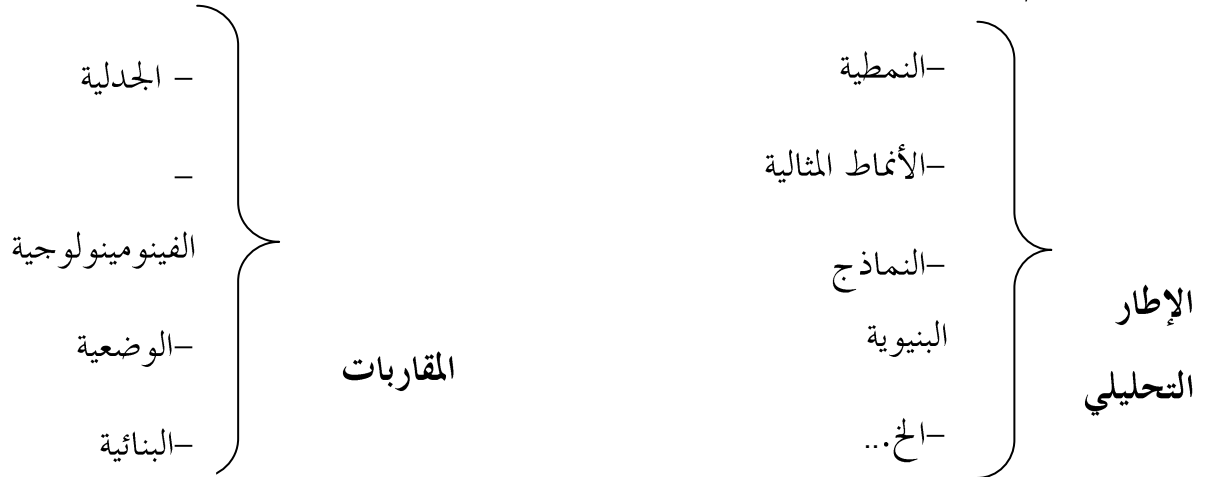 الإطار
التحليلي
–النمطية
–الأنماط المثالية
–النماذج
البنيوية
–الخ...
المقاربات
– الجدلية
–
الفينومينولوجية
–الوضعية
–البنائية